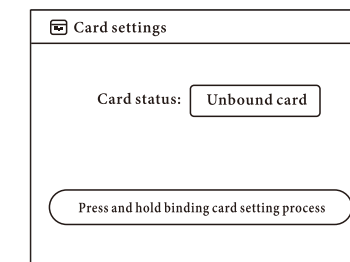 Card settings
Card status: Unbound card
Press and hold binding card setting process